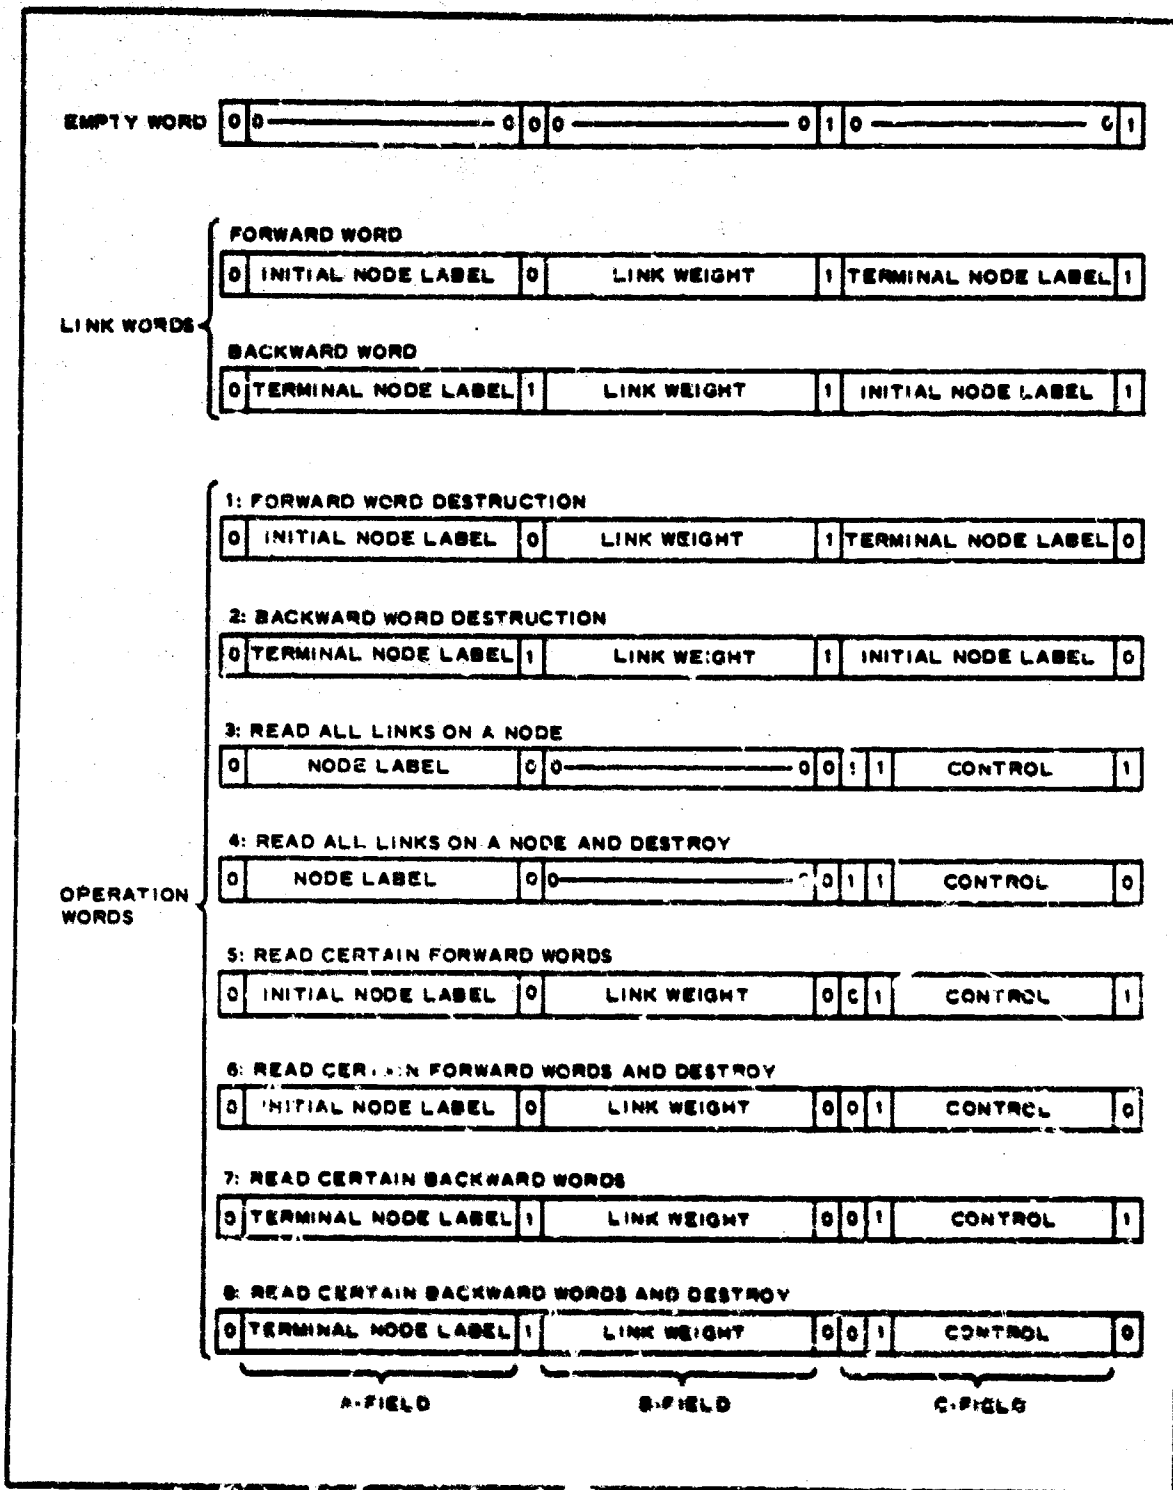 EMPTY WORD 0 0 0 0 0 0 1 0 0 1
FORWARD WORD
0 INITIAL NODE LABEL 0 LINK WEIGHT 1 TERMINAL NODE LABEL 1
LINK WORDS
BACKWARD WORD
0 TERMINAL NODE LABEL 1 LINK WEIGHT 1 INITIAL NODE LABEL 1
1: FORWARD WORD DESTRUCTION
0 INITIAL NODE LABEL 0 LINK WEIGHT 1 TERMINAL NODE LABEL 0
2: BACKWARD WORD DESTRUCTION
0 TERMINAL NODE LABEL 1 LINK WEIGHT 1 INITIAL NODE LABEL 0
3: READ ALL LINKS ON A NODE
0 NODE LABEL 0 0 0 0 1 1 CONTROL 1
4: READ ALL LINKS ON A NODE AND DESTROY
0 NODE LABEL 0 0 0 0 1 1 CONTROL 0
OPERATION
WORDS
5: READ CERTAIN FORWARD WORDS
0 INITIAL NODE LABEL 0 LINK WEIGHT 0 0 1 CONTROL 1
6: READ CERTAIN FORWARD WORDS AND DESTROY
0 INITIAL NODE LABEL 0 LINK WEIGHT 0 0 1 CONTROL 0
7: READ CERTAIN BACKWARD WORDS
0 TERMINAL NODE LABEL 1 LINK WEIGHT 0 0 1 CONTROL 1
8: READ CERTAIN BACKWARD WORDS AND DESTROY
0 TERMINAL NODE LABEL 1 LINK WEIGHT 0 0 1 CONTROL 0
A-FIELD B-FIELD C-FIELD